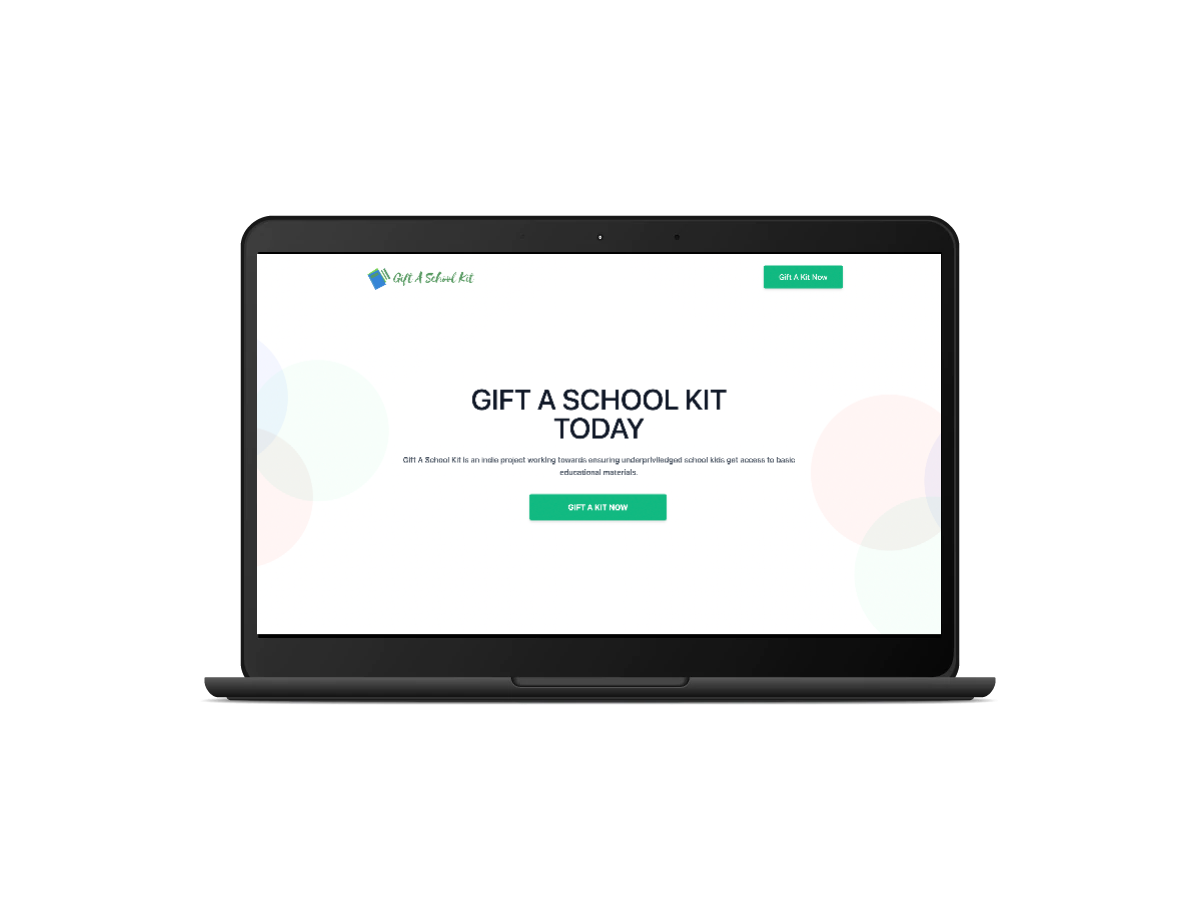 Gift A School Kit
Gift A Kit Now
GIFT A SCHOOL KIT
TODAY
Gift A School Kit is an indie project working towards ensuring underpriviledged school kids get access to basic
educational materials.
GIFT A KIT NOW